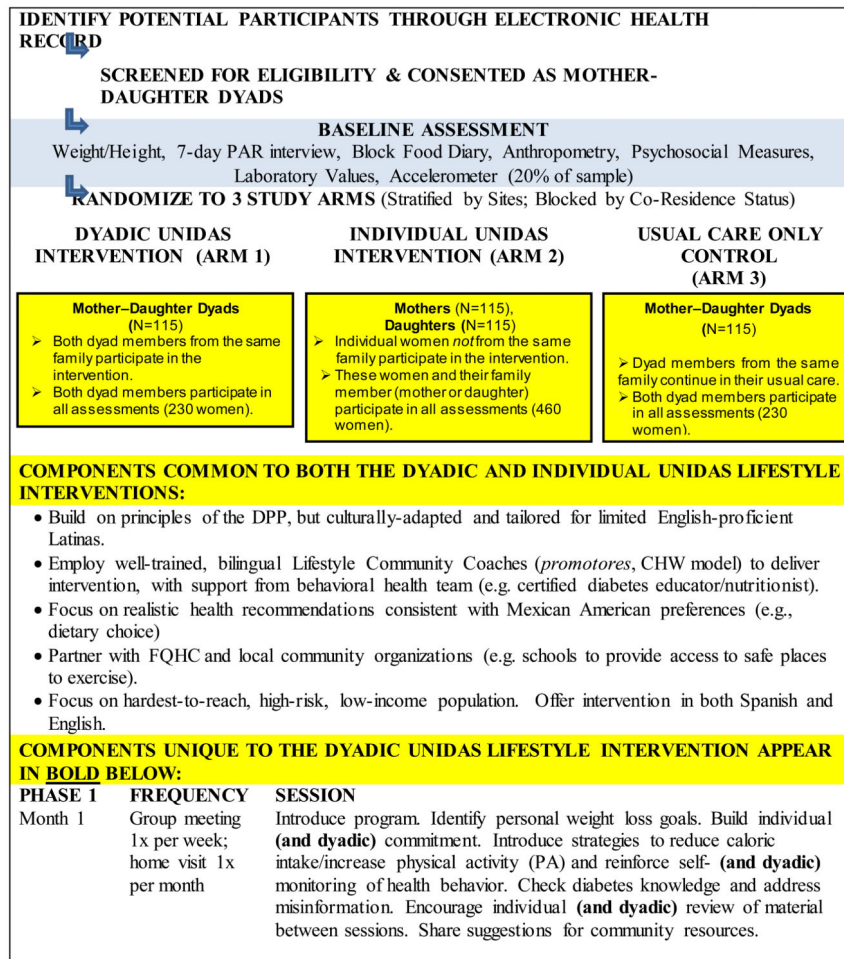 IDENTIFY POTENTIAL PARTICIPANTS THROUGH ELECTRONIC HEALTH
RECORD
SCREENED FOR ELIGIBILITY & CONSENTED AS MOTHER-
DAUGHTER DYADS
BASELINE ASSESSMENT
Weight/Height, 7-day PAR interview, Block Food Diary, Anthropometry, Psychosocial Measures,
Laboratory Values, Accelerometer (20% of sample)
RANDOMIZE TO 3 STUDY ARMS (Stratified by Sites; Blocked by Co-Residence Status)
DYADIC UNIDAS
INTERVENTION (ARM 1)
Mother–Daughter Dyads
(N=115)
➢ Both dyad members from the same
family participate in the
intervention.
➢ Both dyad members participate in
all assessments (230 women).
INDIVIDUAL UNIDAS
INTERVENTION (ARM 2)
Mothers (N=115),
Daughters (N=115)
➢ Individual women not from the same
family participate in the intervention.
➢ These women and their family
member (mother or daughter)
participate in all assessments (460
women).
USUAL CARE ONLY
CONTROL
(ARM 3)
Mother–Daughter Dyads
(N=115)
➢ Dyad members from the same
family continue in their usual care.
➢ Both dyad members participate
in all assessments (230
women).
COMPONENTS COMMON TO BOTH THE DYADIC AND INDIVIDUAL UNIDAS LIFESTYLE
INTERVENTIONS:
• Build on principles of the DPP, but culturally-adapted and tailored for limited English-proficient
Latinas.
• Employ well-trained, bilingual Lifestyle Community Coaches (promotores, CHW model) to deliver
intervention, with support from behavioral health team (e.g. certified diabetes educator/nutritionist).
• Focus on realistic health recommendations consistent with Mexican American preferences (e.g.,
dietary choice)
• Partner with FQHC and local community organizations (e.g. schools to provide access to safe places
to exercise).
• Focus on hardest-to-reach, high-risk, low-income population. Offer intervention in both Spanish and
English.
COMPONENTS UNIQUE TO THE DYADIC UNIDAS LIFESTYLE INTERVENTION APPEAR
IN BOLD BELOW:
PHASE 1 FREQUENCY SESSION
Month 1
Group meeting
1x per week;
home visit 1x
per month
Introduce program. Identify personal weight loss goals. Build individual
(and dyadic) commitment. Introduce strategies to reduce caloric
intake/increase physical activity (PA) and reinforce self- (and dyadic)
monitoring of health behavior. Check diabetes knowledge and address
misinformation. Encourage individual (and dyadic) review of material
between sessions. Share suggestions for community resources.